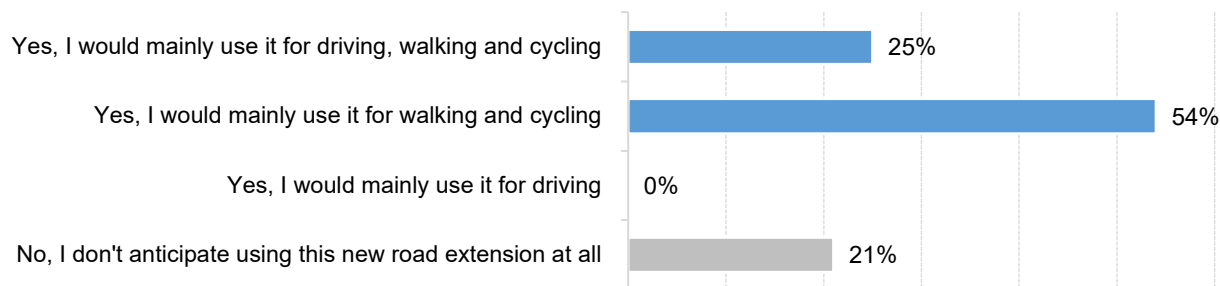 Yes, I would mainly use it for driving, walking and cycling 25%
Yes, I would mainly use it for walking and cycling 54%
Yes, I would mainly use it for driving 0%
No, I don't anticipate using this new road extension at all 21%